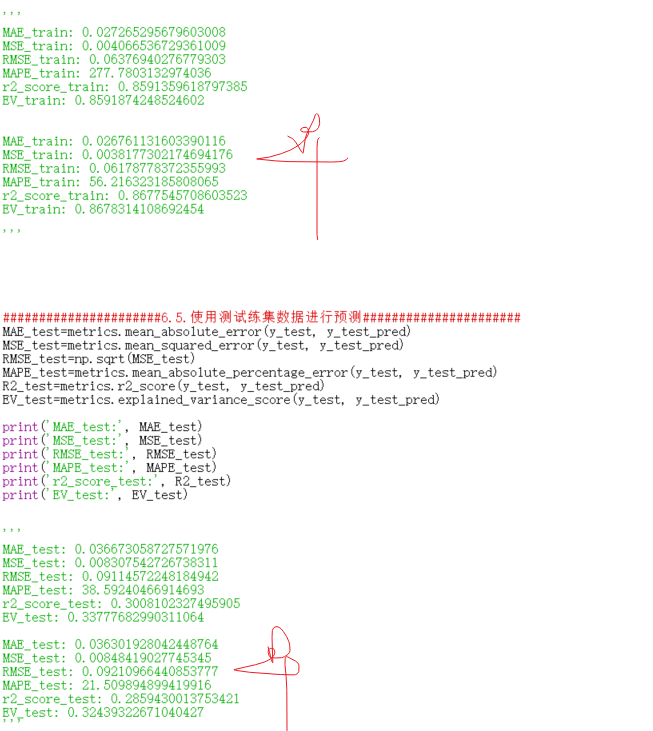 '''
MAE_train: 0.027265295679603008
MSE_train: 0.004066536729361009
RMSE_train: 0.06376940276779303
MAPE_train: 277.7803132974036
r2_score_train: 0.8591359618797385
EV_train: 0.8591874248524602
MAE_train: 0.026761131603390116
MSE_train: 0.0038177302174694176
RMSE_train: 0.06178778372355993
MAPE_train: 56.216323185808065
r2_score_train: 0.8677545708603523
EV_train: 0.8678314108692454
'''
######################6.5.使用测试练集数据进行预测######################
MAE_test=metrics.mean_absolute_error(y_test, y_test_pred)
MSE_test=metrics.mean_squared_error(y_test, y_test_pred)
RMSE_test=np.sqrt(MSE_test)
MAPE_test=metrics.mean_absolute_percentage_error(y_test, y_test_pred)
R2_test=metrics.r2_score(y_test, y_test_pred)
EV_test=metrics.explained_variance_score(y_test, y_test_pred)
print('MAE_test:', MAE_test)
print('MSE_test:', MSE_test)
print('RMSE_test:', RMSE_test)
print('MAPE_test:', MAPE_test)
print('r2_score_test:', R2_test)
print('EV_test:', EV_test)
'''
MAE_test: 0.036673058727571976
MSE_test: 0.008307542726738311
RMSE_test: 0.09114572248184942
MAPE_test: 38.59240466914693
r2_score_test: 0.3008102327495905
EV_test: 0.33777682990311064
MAE_test: 0.036301928042448764
MSE_test: 0.00848419027745345
RMSE_test: 0.09210966440853777
MAPE_test: 21.509894899419916
r2_score_test: 0.2859430013753421
EV_test: 0.32439322671040427
'''